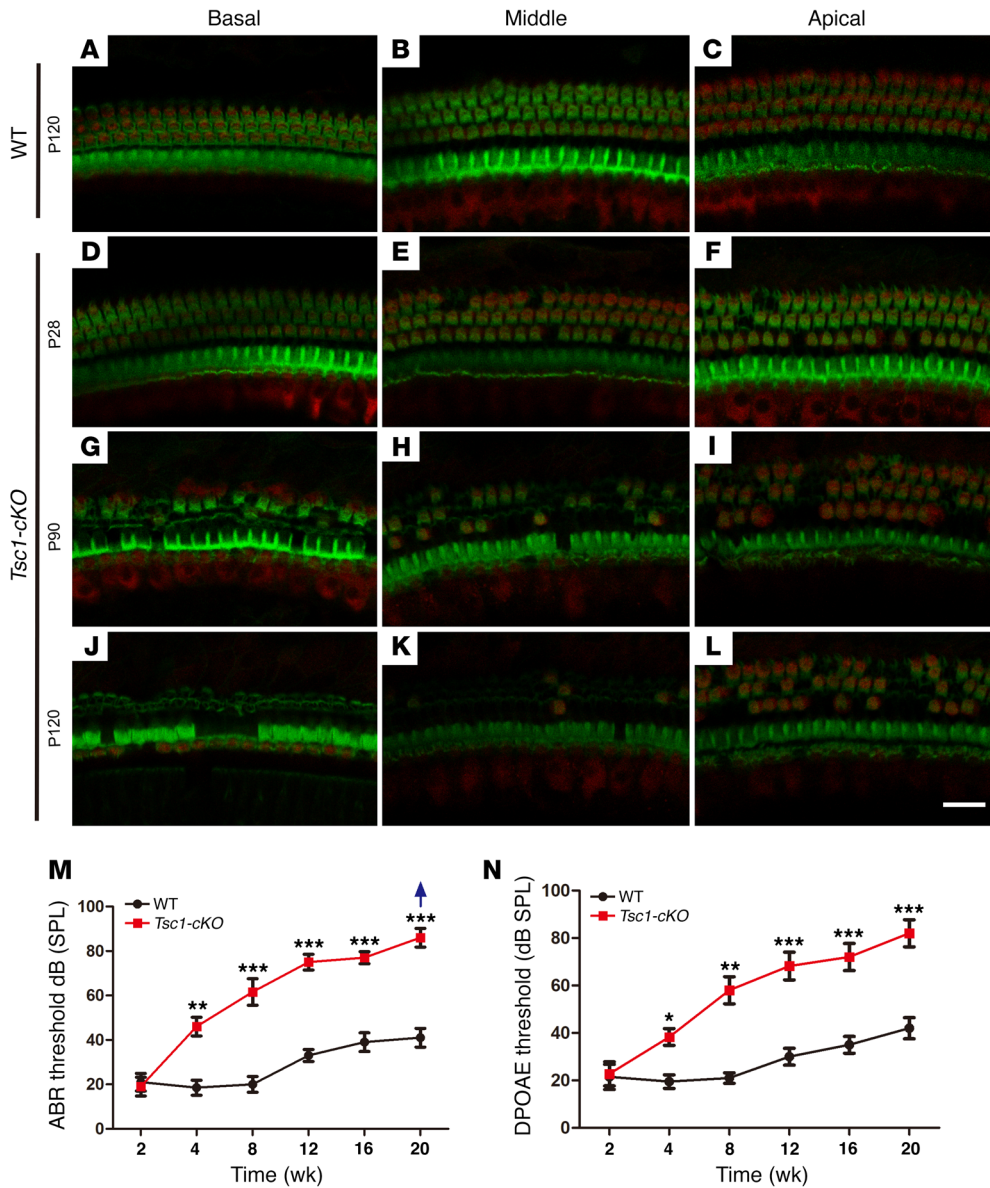 Basal Middle Apical
A B C
WT P120
D E F
P28
G H I
Tsc1-cKO P90
J K L
P120
M N
WT
Tsc1-cKO
ABR threshold dB (SPL)
100
80
60
40
20
0
** *** *** *** ***
2 4 8 12 16 20
Time (wk)
WT
Tsc1-cKO
DPOAE threshold (dB SPL)
100
80
60
40
20
0
* ** *** *** ***
2 4 8 12 16 20
Time (wk)